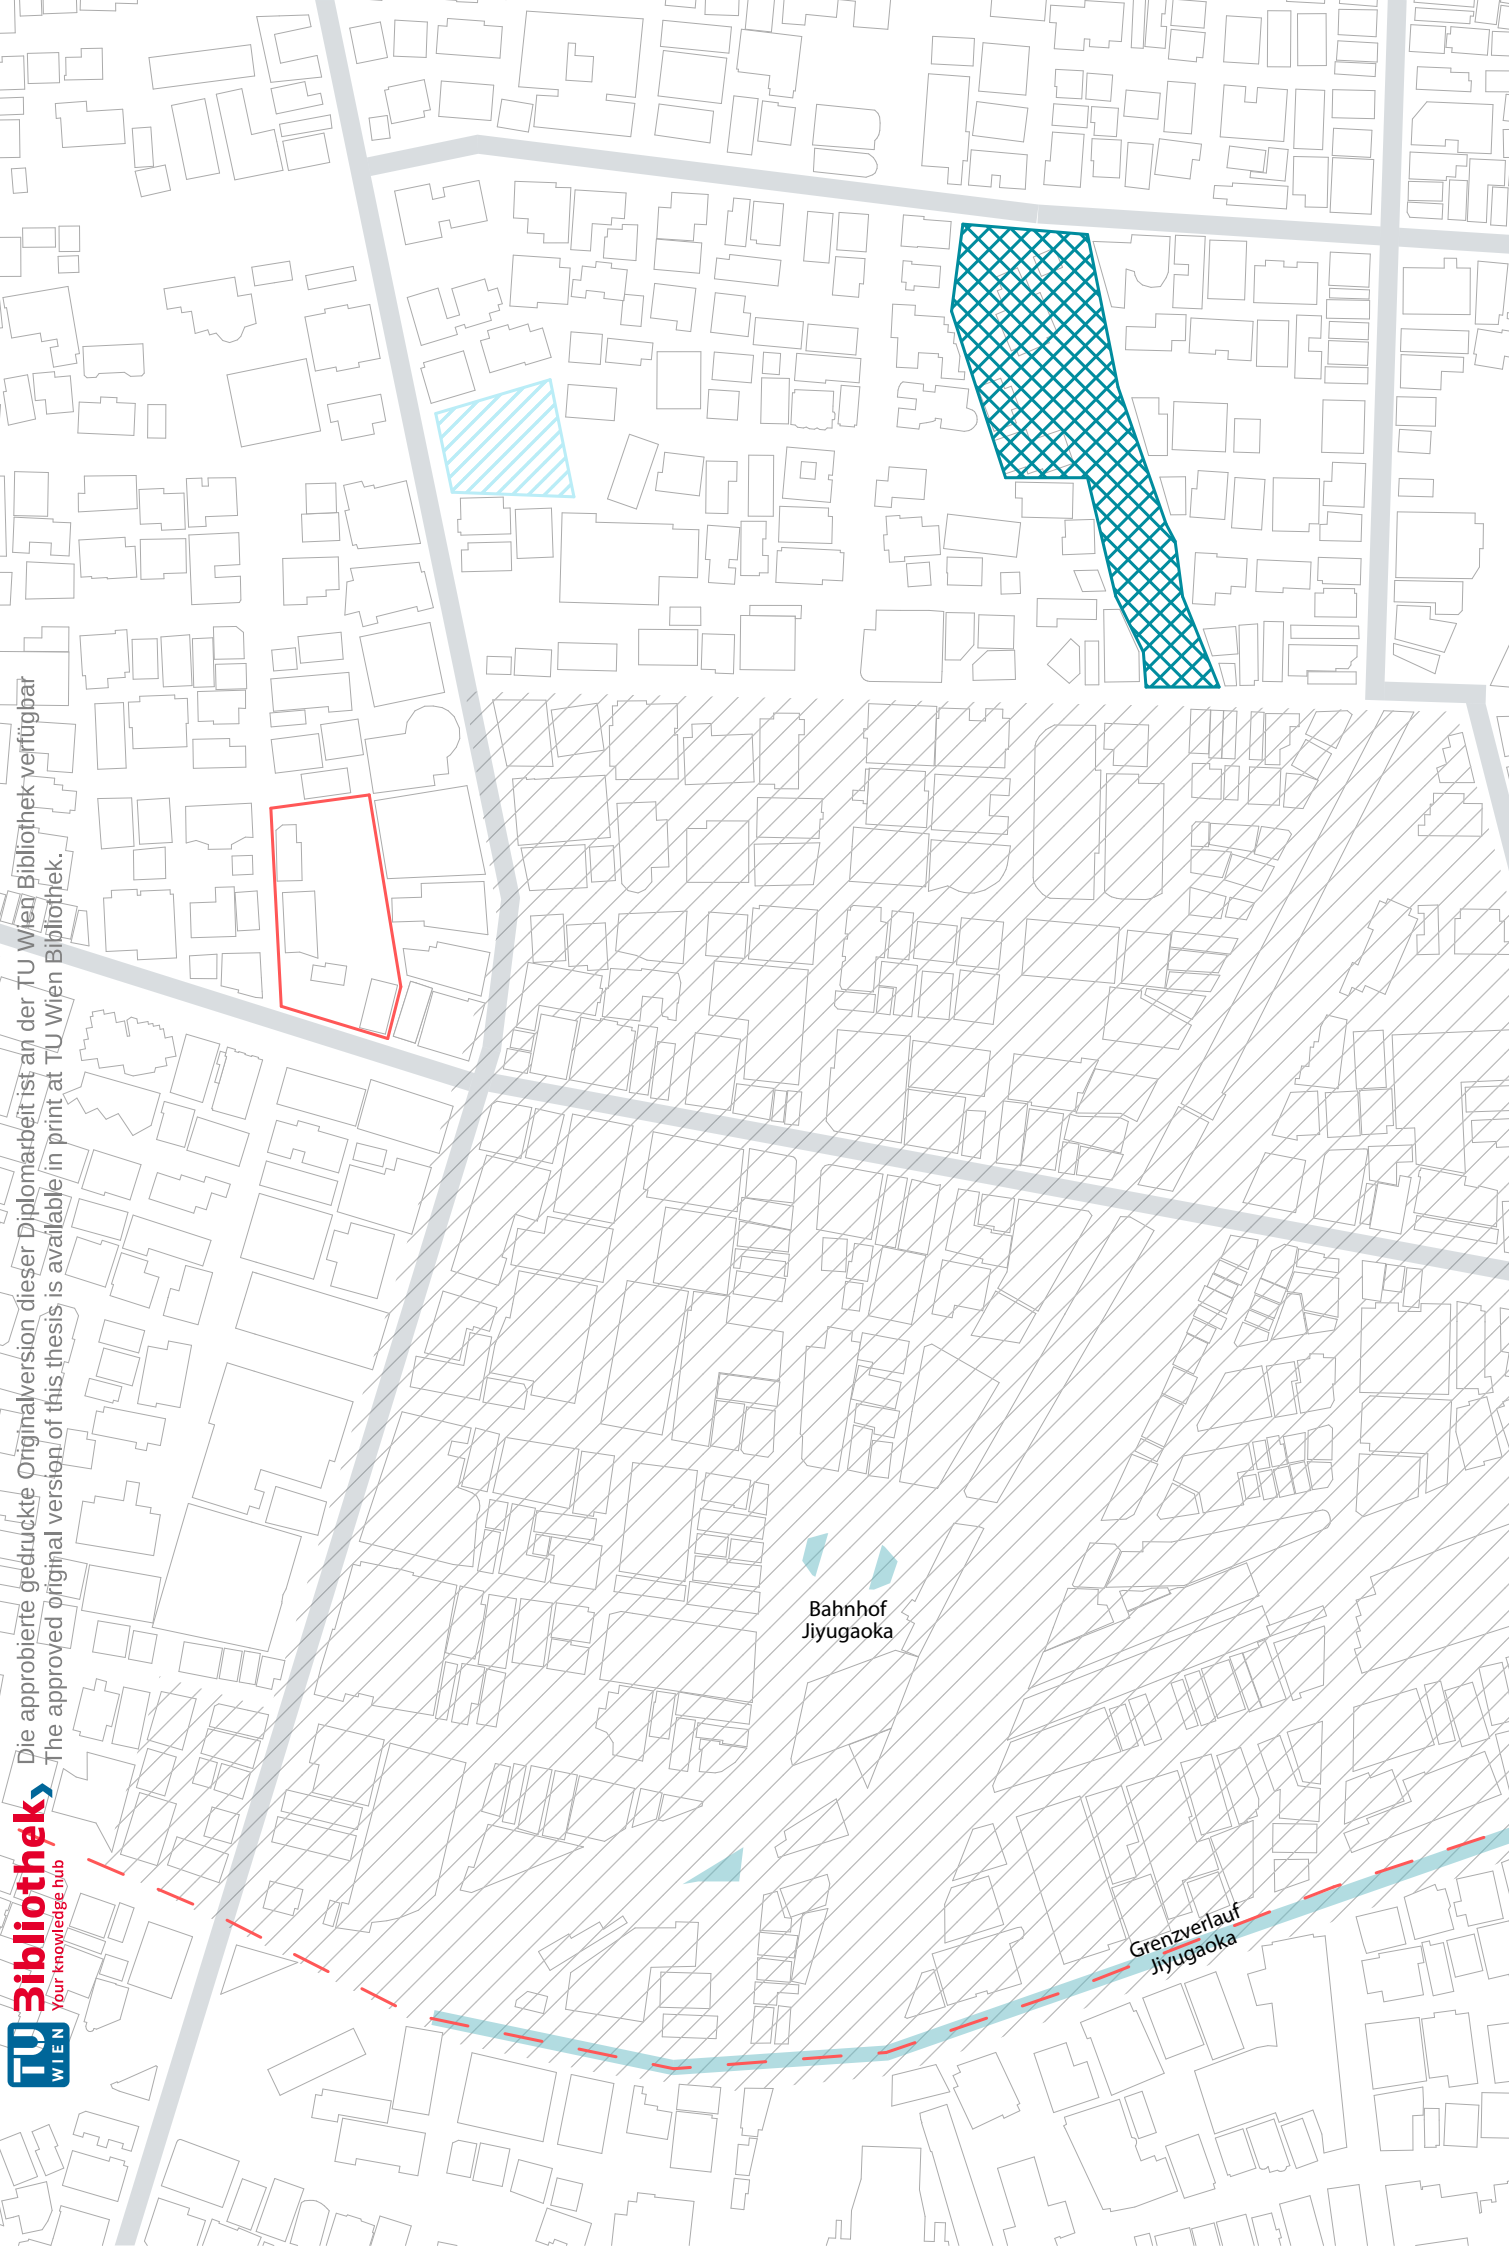 Die approbierte gedruckte Originalversion dieser Diplomarbeit ist an der TU Wien Bibliothek verfügbar
The approved original version of this thesis is available in print at TU Wien Bibliothek.
Bibliothek
Your knowledge hub
TU
WIEN
Bahnhof
Jiyugaoka
Grenzverlauf
Jiyugaoka